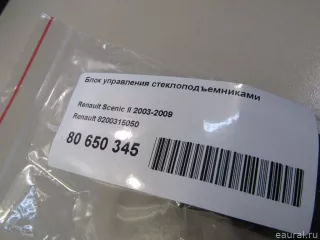 Блок управления стеклоподъемниками
Renault Scenic II 2003-2009
Renault 8200315050
80 650 345
eaural.ru